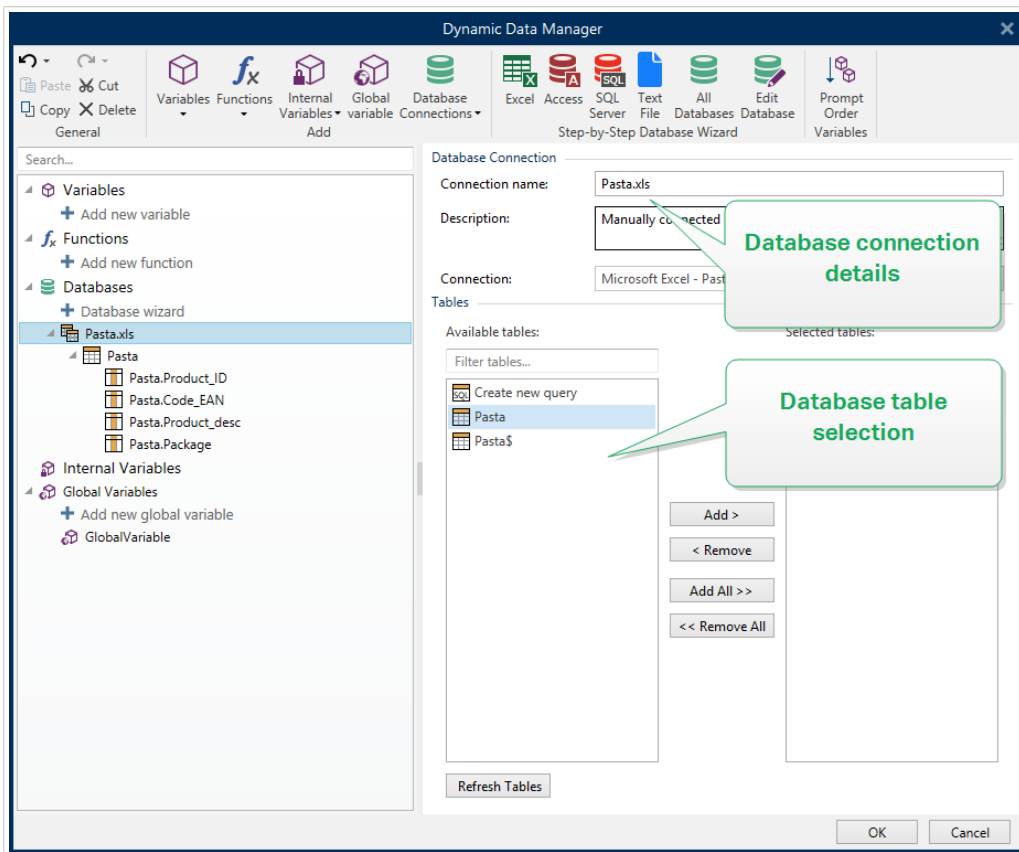 Dynamic Data Manager
Paste Cut
Copy Delete
General
Variables Functions Internal Variables Global variable Database Connections
Add
Excel Access SQL Server Text File All Databases Edit Database
Step-by-Step Database Wizard
Prompt Order
Variables
Search...
Variables
Add new variable
Functions
Add new function
Databases
Database wizard
Pasta.xls
Pasta
Pasta.Product_ID
Pasta.Code_EAN
Pasta.Product_desc
Pasta.Package
Internal Variables
Global Variables
Add new global variable
GlobalVariable
Database Connection
Connection name: Pasta.xls
Description: Manually connected
Connection: Microsoft Excel - Past
Database connection
details
Tables
Available tables: Selected tables:
Filter tables...
SQL Create new query
Pasta
Pasta$
Database table
selection
Add >
< Remove
Add All >>
<< Remove All
Refresh Tables
OK Cancel